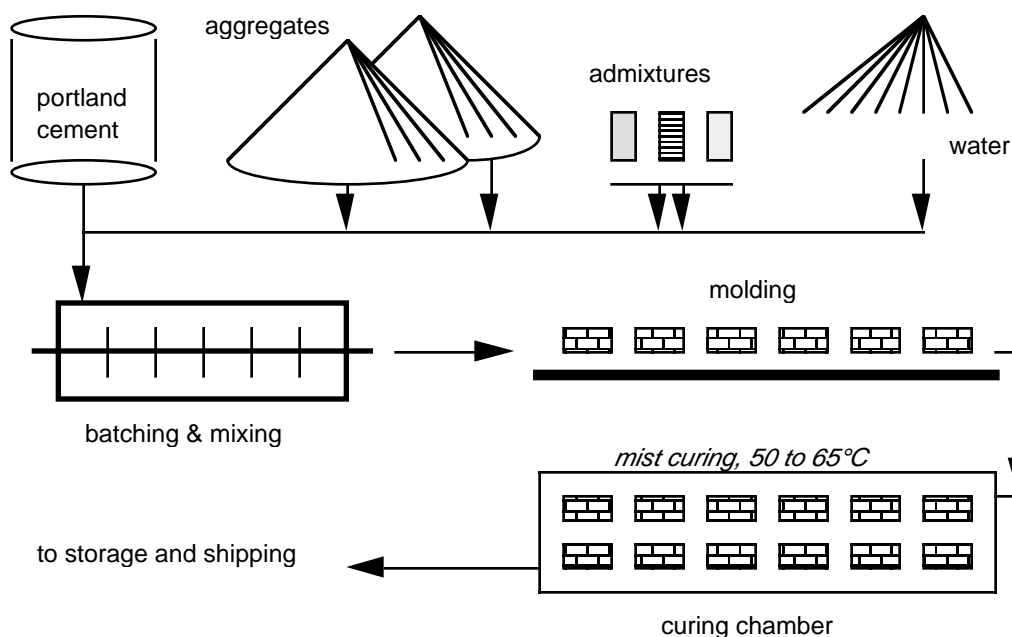 aggregates
portland
cement
admixtures
water
molding
batching & mixing
mist curing, 50 to 65°C
to storage and shipping
curing chamber